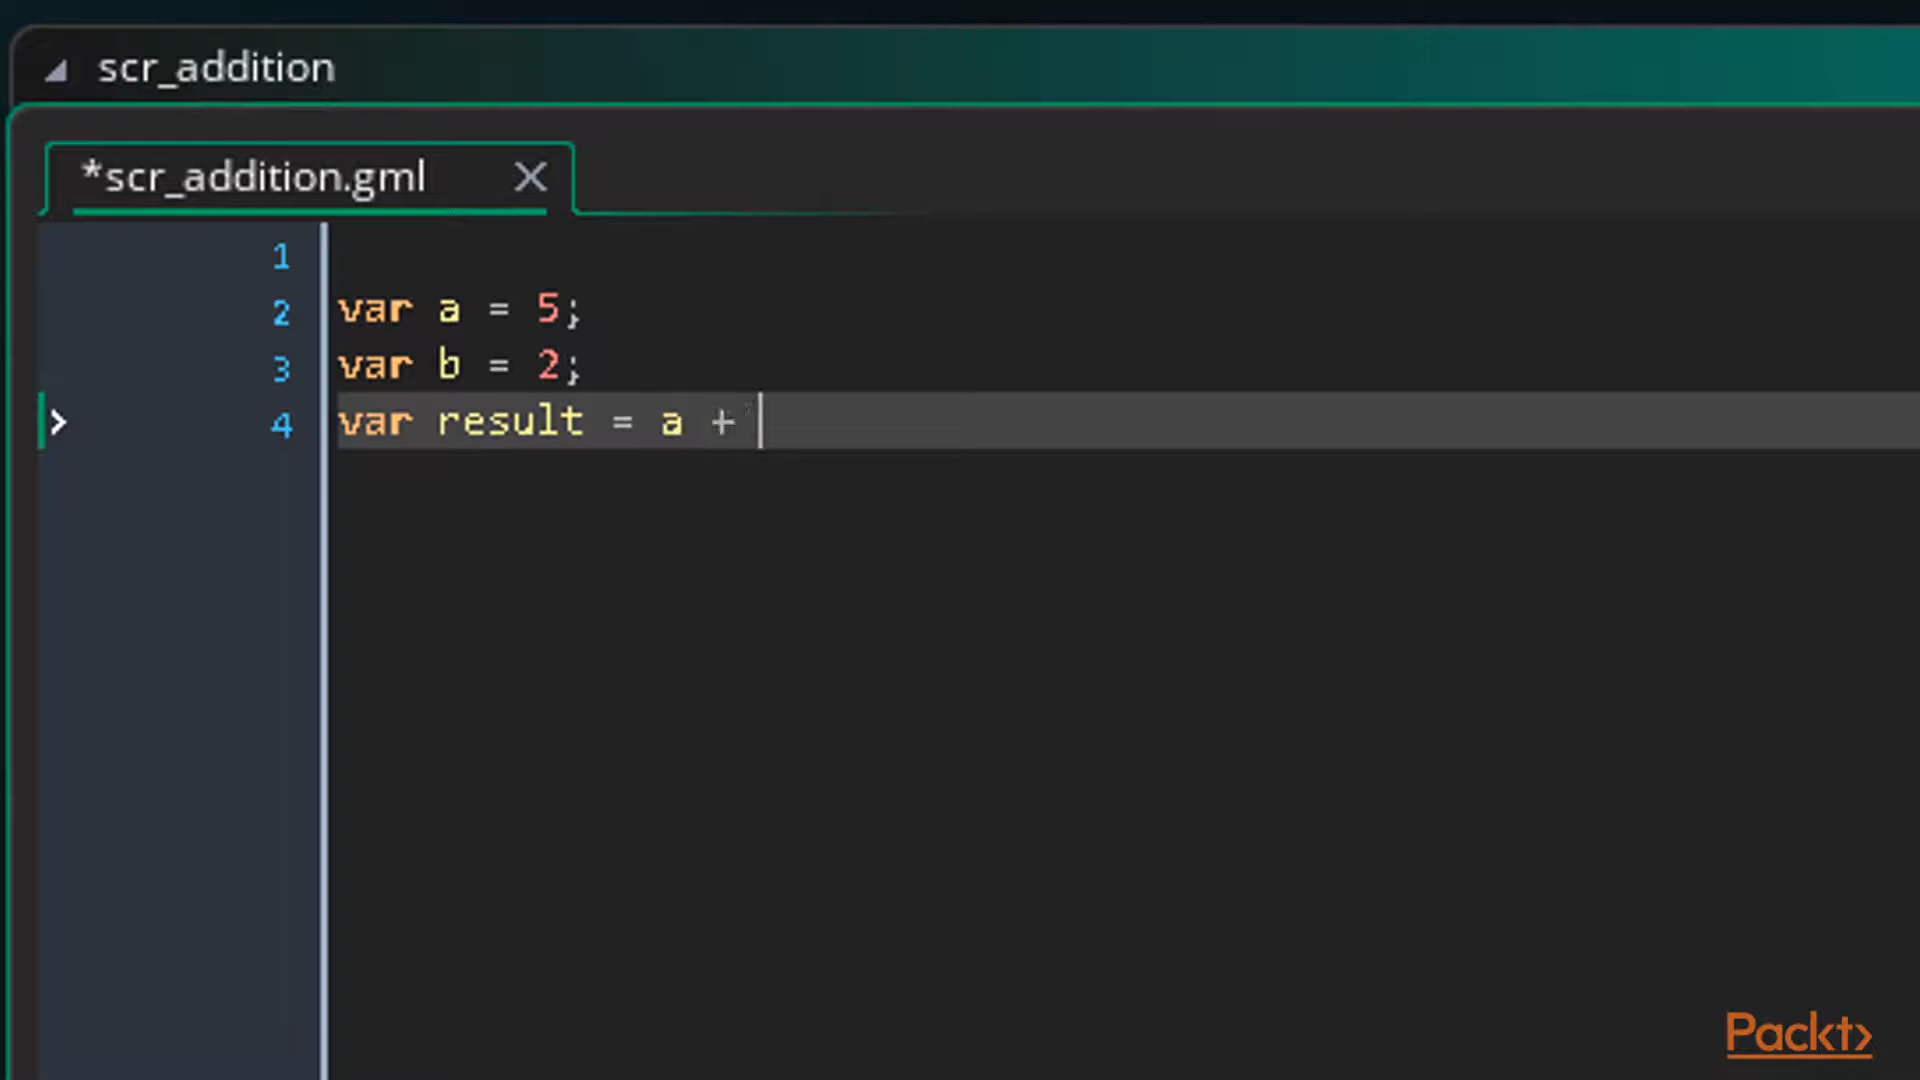 scr_addition
*scr_addition.gml
1
2 var a = 5;
3 var b = 2;
4 var result = a +
Packt>